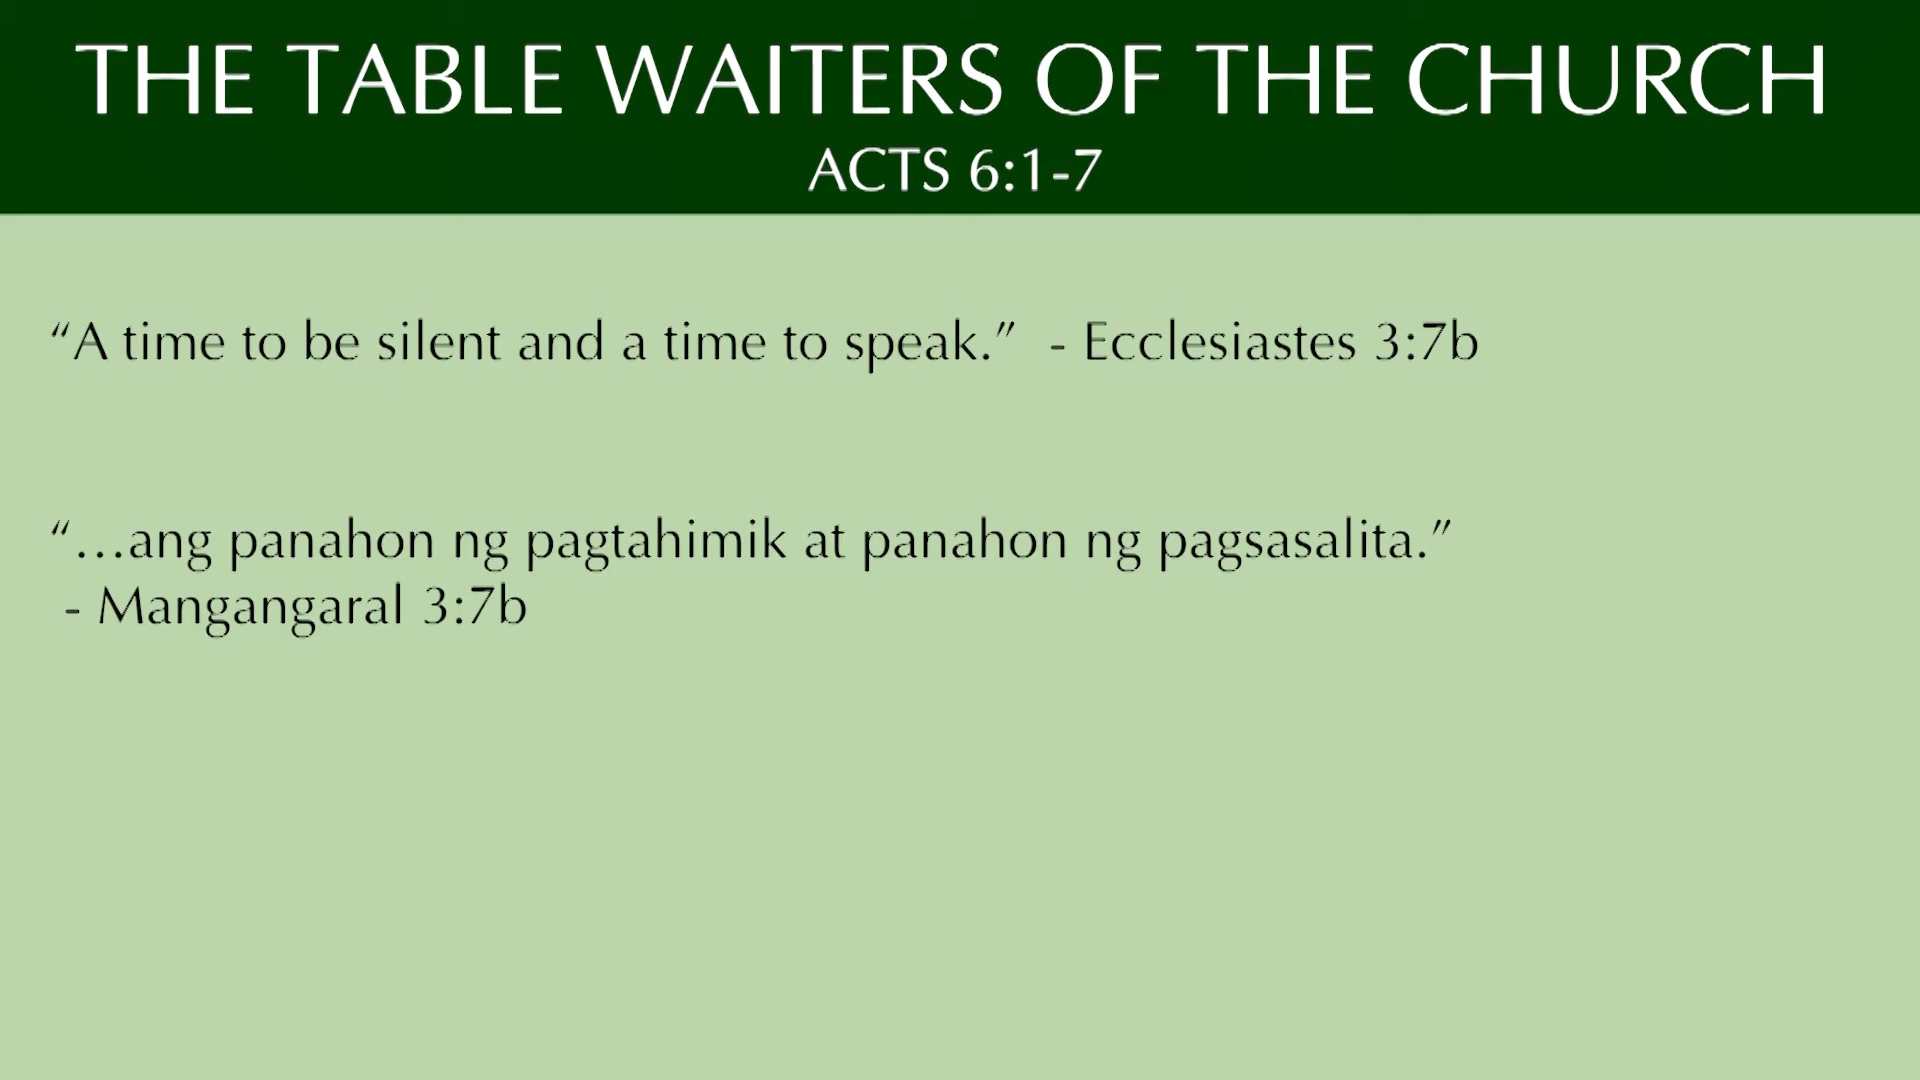 THE TABLE WAITERS OF THE CHURCH
ACTS 6:1-7
“A time to be silent and a time to speak.”  - Ecclesiastes 3:7b
“…ang panahon ng pagtahimik at panahon ng pagsasalita.”
- Mangangaral 3:7b